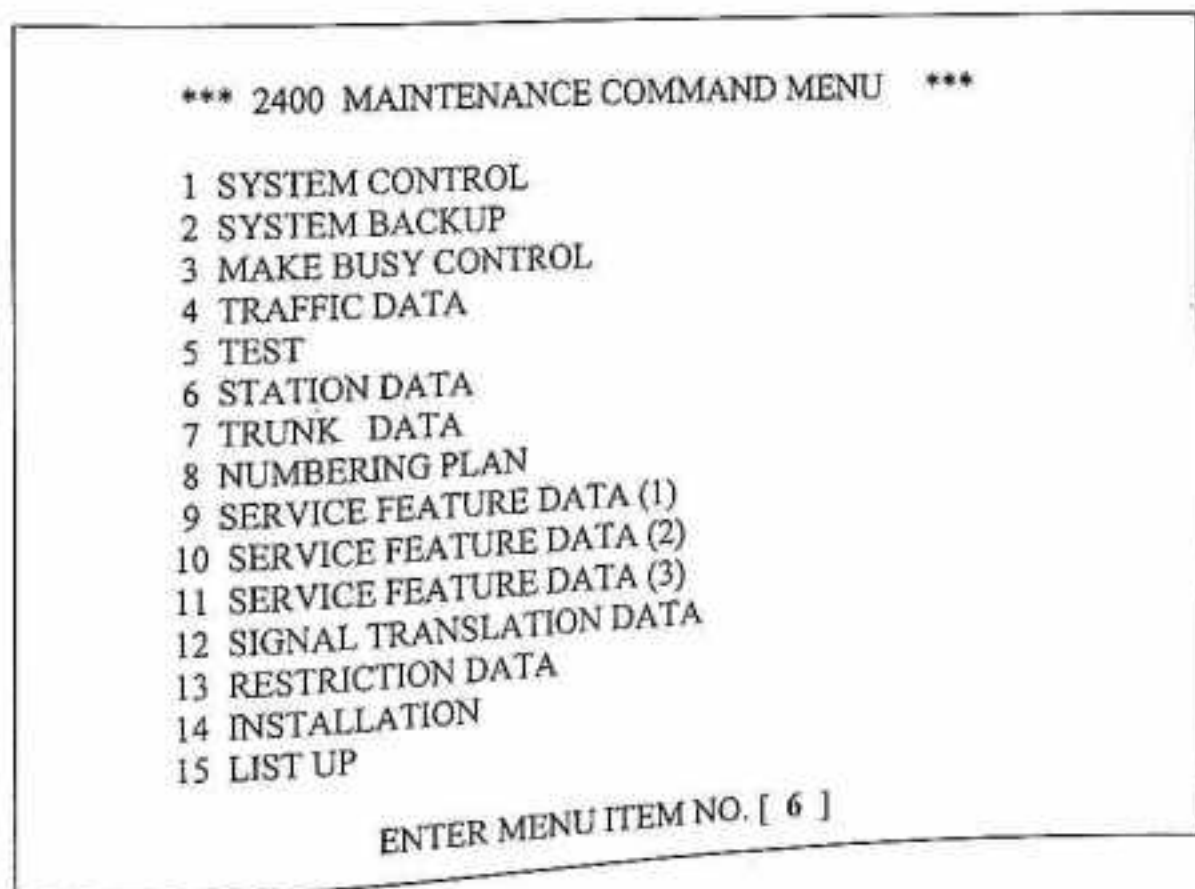 *** 2400 MAINTENANCE COMMAND MENU ***
1 SYSTEM CONTROL
2 SYSTEM BACKUP
3 MAKE BUSY CONTROL
4 TRAFFIC DATA
5 TEST
6 STATION DATA
7 TRUNK DATA
8 NUMBERING PLAN
9 SERVICE FEATURE DATA (1)
10 SERVICE FEATURE DATA (2)
11 SERVICE FEATURE DATA (3)
12 SIGNAL TRANSLATION DATA
13 RESTRICTION DATA
14 INSTALLATION
15 LIST UP
ENTER MENU ITEM NO. [ 6 ]